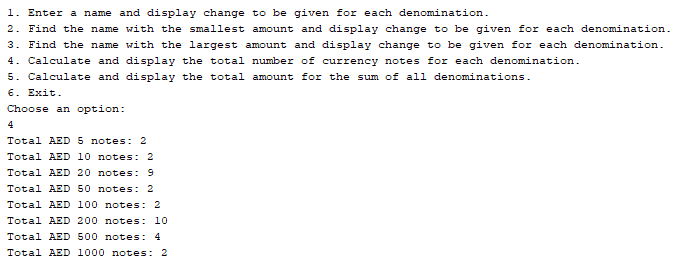 1. Enter a name and display change to be given for each denomination.
2. Find the name with the smallest amount and display change to be given for each denomination.
3. Find the name with the largest amount and display change to be given for each denomination.
4. Calculate and display the total number of currency notes for each denomination.
5. Calculate and display the total amount for the sum of all denominations.
6. Exit.
Choose an option:
4
Total AED 5 notes: 2
Total AED 10 notes: 2
Total AED 20 notes: 9
Total AED 50 notes: 2
Total AED 100 notes: 2
Total AED 200 notes: 10
Total AED 500 notes: 4
Total AED 1000 notes: 2